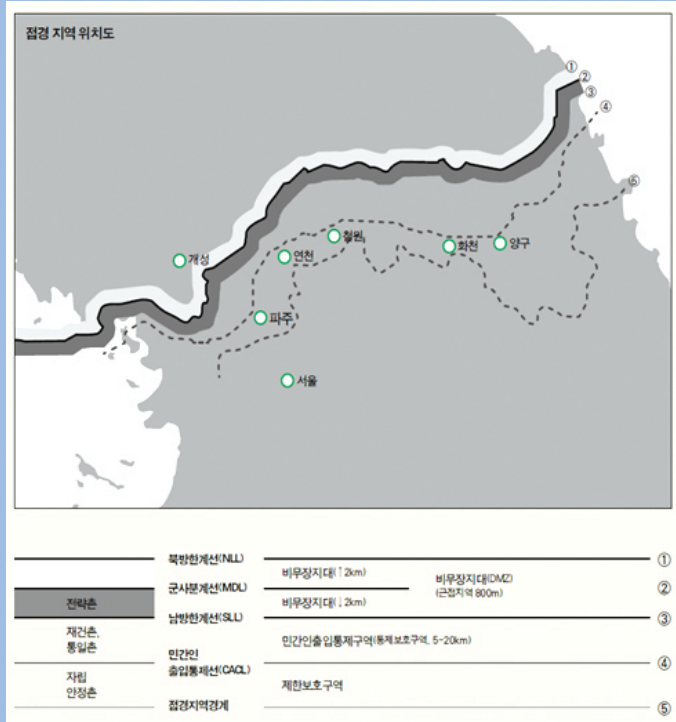 접경 지역 위치도
①
②
③
④
⑤
철원
양구
화천
개성
연천
파주
서울
북방한계선(NLL) ①
비무장지대(↑2km) 비무장지대(DMZ)
(근접지역 800m)
군사분계선(MDL) ②
전략촌 비무장지대(↓2km)
남방한계선(SLL) ③
재건촌,
통일촌
민간인출입통제구역(통제보호구역, 5-20km)
민간인
출입통제선(CACL) ④
자립
안정촌
제한보호구역
접경지역경계 ⑤